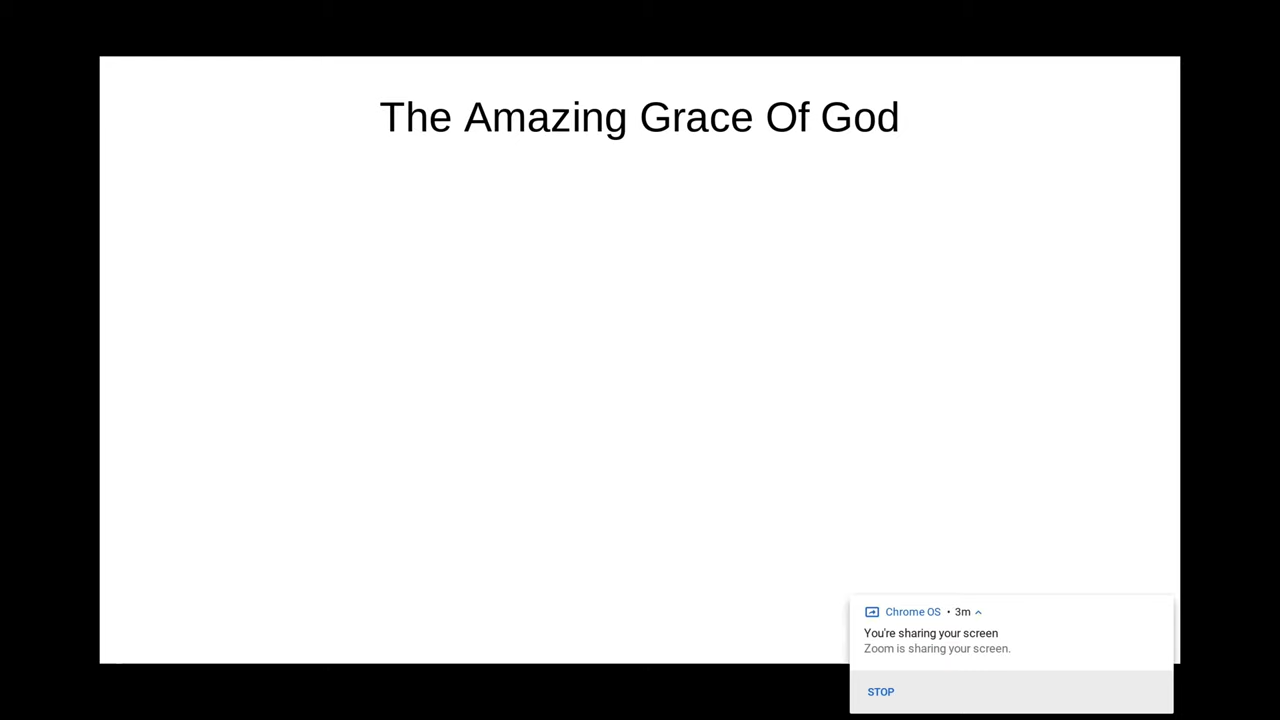 The Amazing Grace Of God
Chrome OS • 3m
You're sharing your screen
Zoom is sharing your screen.
STOP